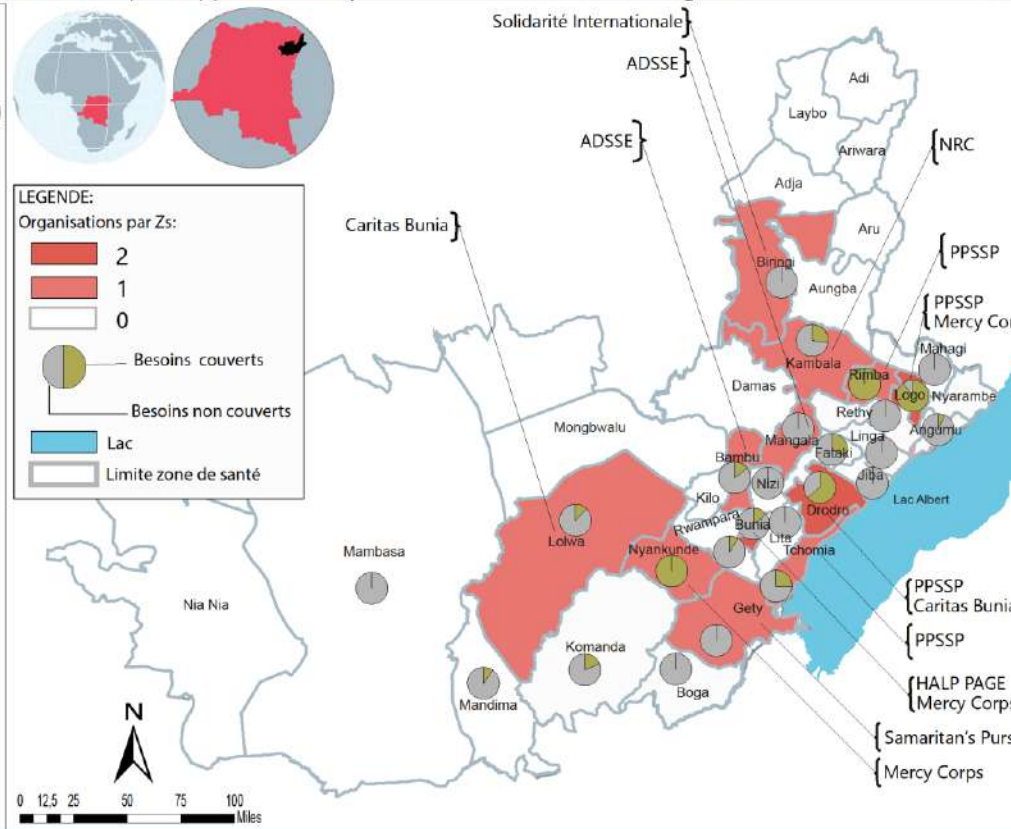 Solidarité Internationale
ADSSE
ADSSE
NRC
Caritas Bunia
PPSSP
PPSSP
Mercy Cor
LEGENDE:
Organisations par Zs:
2
1
0
Besoins couverts
Besoins non couverts
Lac
Limite zone de santé
Adi
Laybo
Ariwara
Adja
Aru
Biringi
Aungba
Kambala
Mahagi
Rimba
Logo
Nyarambe
Damas
Rethy
Angumu
Mongbwalu
Mangala
Linga
Fataki
Bambu
Nizi
Jiba
Kilo
Drodro
Lac Albert
Rwampara
Bunia
Lita
Lolwa
Tchomia
Mambasa
Nyankunde
Nia Nia
Gety
Komanda
Mandima
Boga
PPSSP
Caritas Bunia
PPSSP
HALP PAGE
Mercy Corps
Samaritan's Purs
Mercy Corps
N
0 12,5 25 50 75 100
Miles